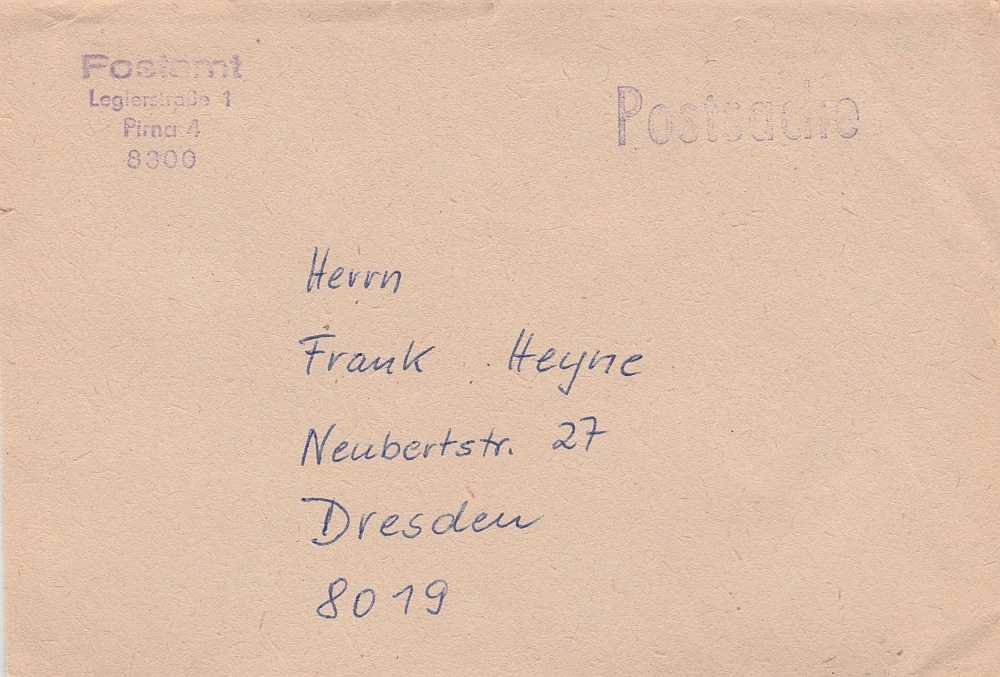 Postamt
Leglerstraße 1
Pirna 4
8300
Postsache
Herrn
Frank Heyne
Neubertstr. 27
Dresden
8019